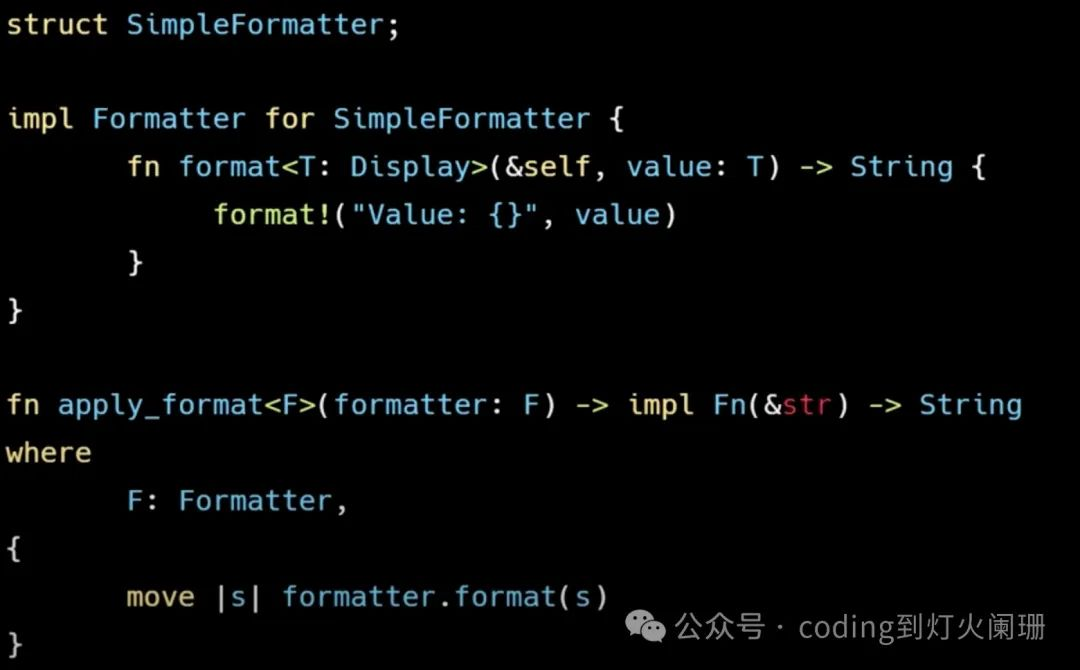 struct SimpleFormatter;
impl Formatter for SimpleFormatter {
fn format<T: Display>(&self, value: T) -> String {
format!("Value: {}", value)
}
}
fn apply_format<F>(formatter: F) -> impl Fn(&str) -> String
where
F: Formatter,
{
move |s| formatter.format(s)
}
公众号 · coding到灯火阑珊